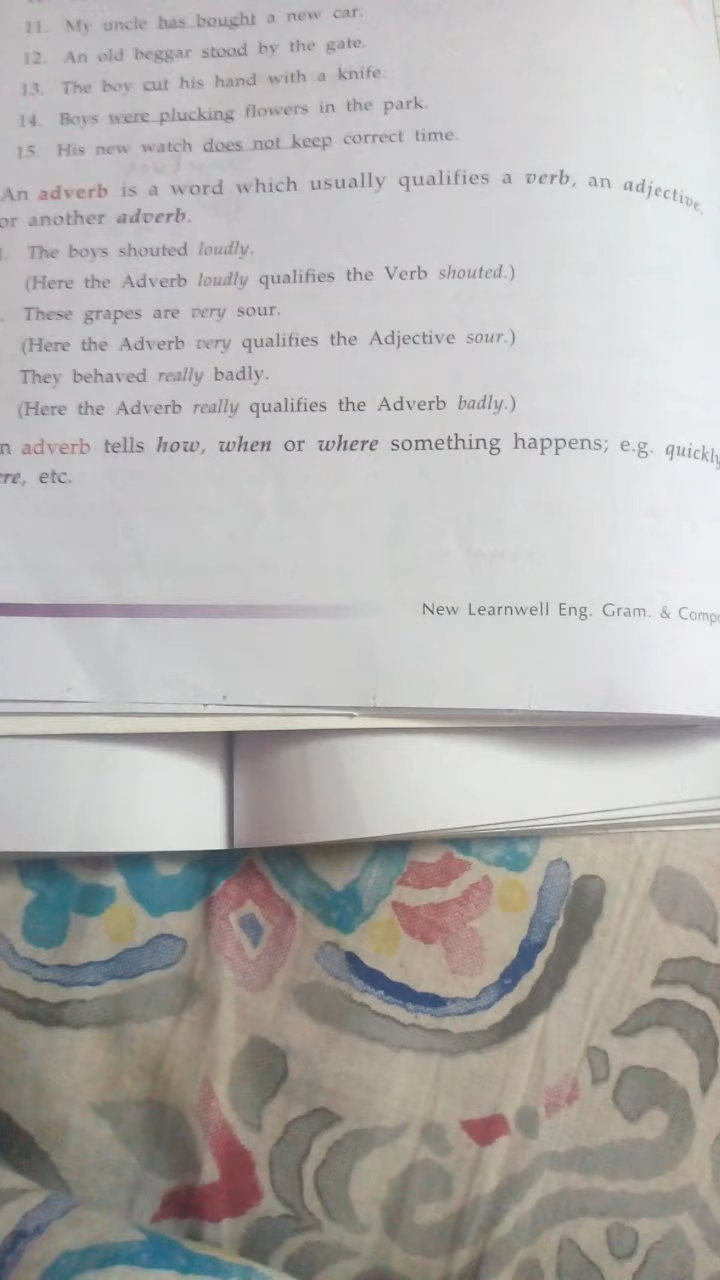 11. My uncle has bought a new car.
12. An old beggar stood by the gate.
13. The boy cut his hand with a knife.
14. Boys were plucking flowers in the park.
15. His new watch does not keep correct time.
An adverb is a word which usually qualifies a verb, an adjective,
or another adverb.
. The boys shouted loudly.
(Here the Adverb loudly qualifies the Verb shouted.)
. These grapes are very sour.
(Here the Adverb very qualifies the Adjective sour.)
They behaved really badly.
(Here the Adverb really qualifies the Adverb badly.)
n adverb tells how, when or where something happens; e.g. quickly
re, etc.
New Learnwell Eng. Gram. & Comp